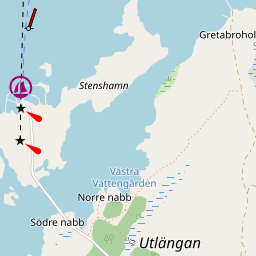 Gretabrohol
Stenshamn
Västra
Vattengården
Norre nabb
Södre nabb
Utlängan